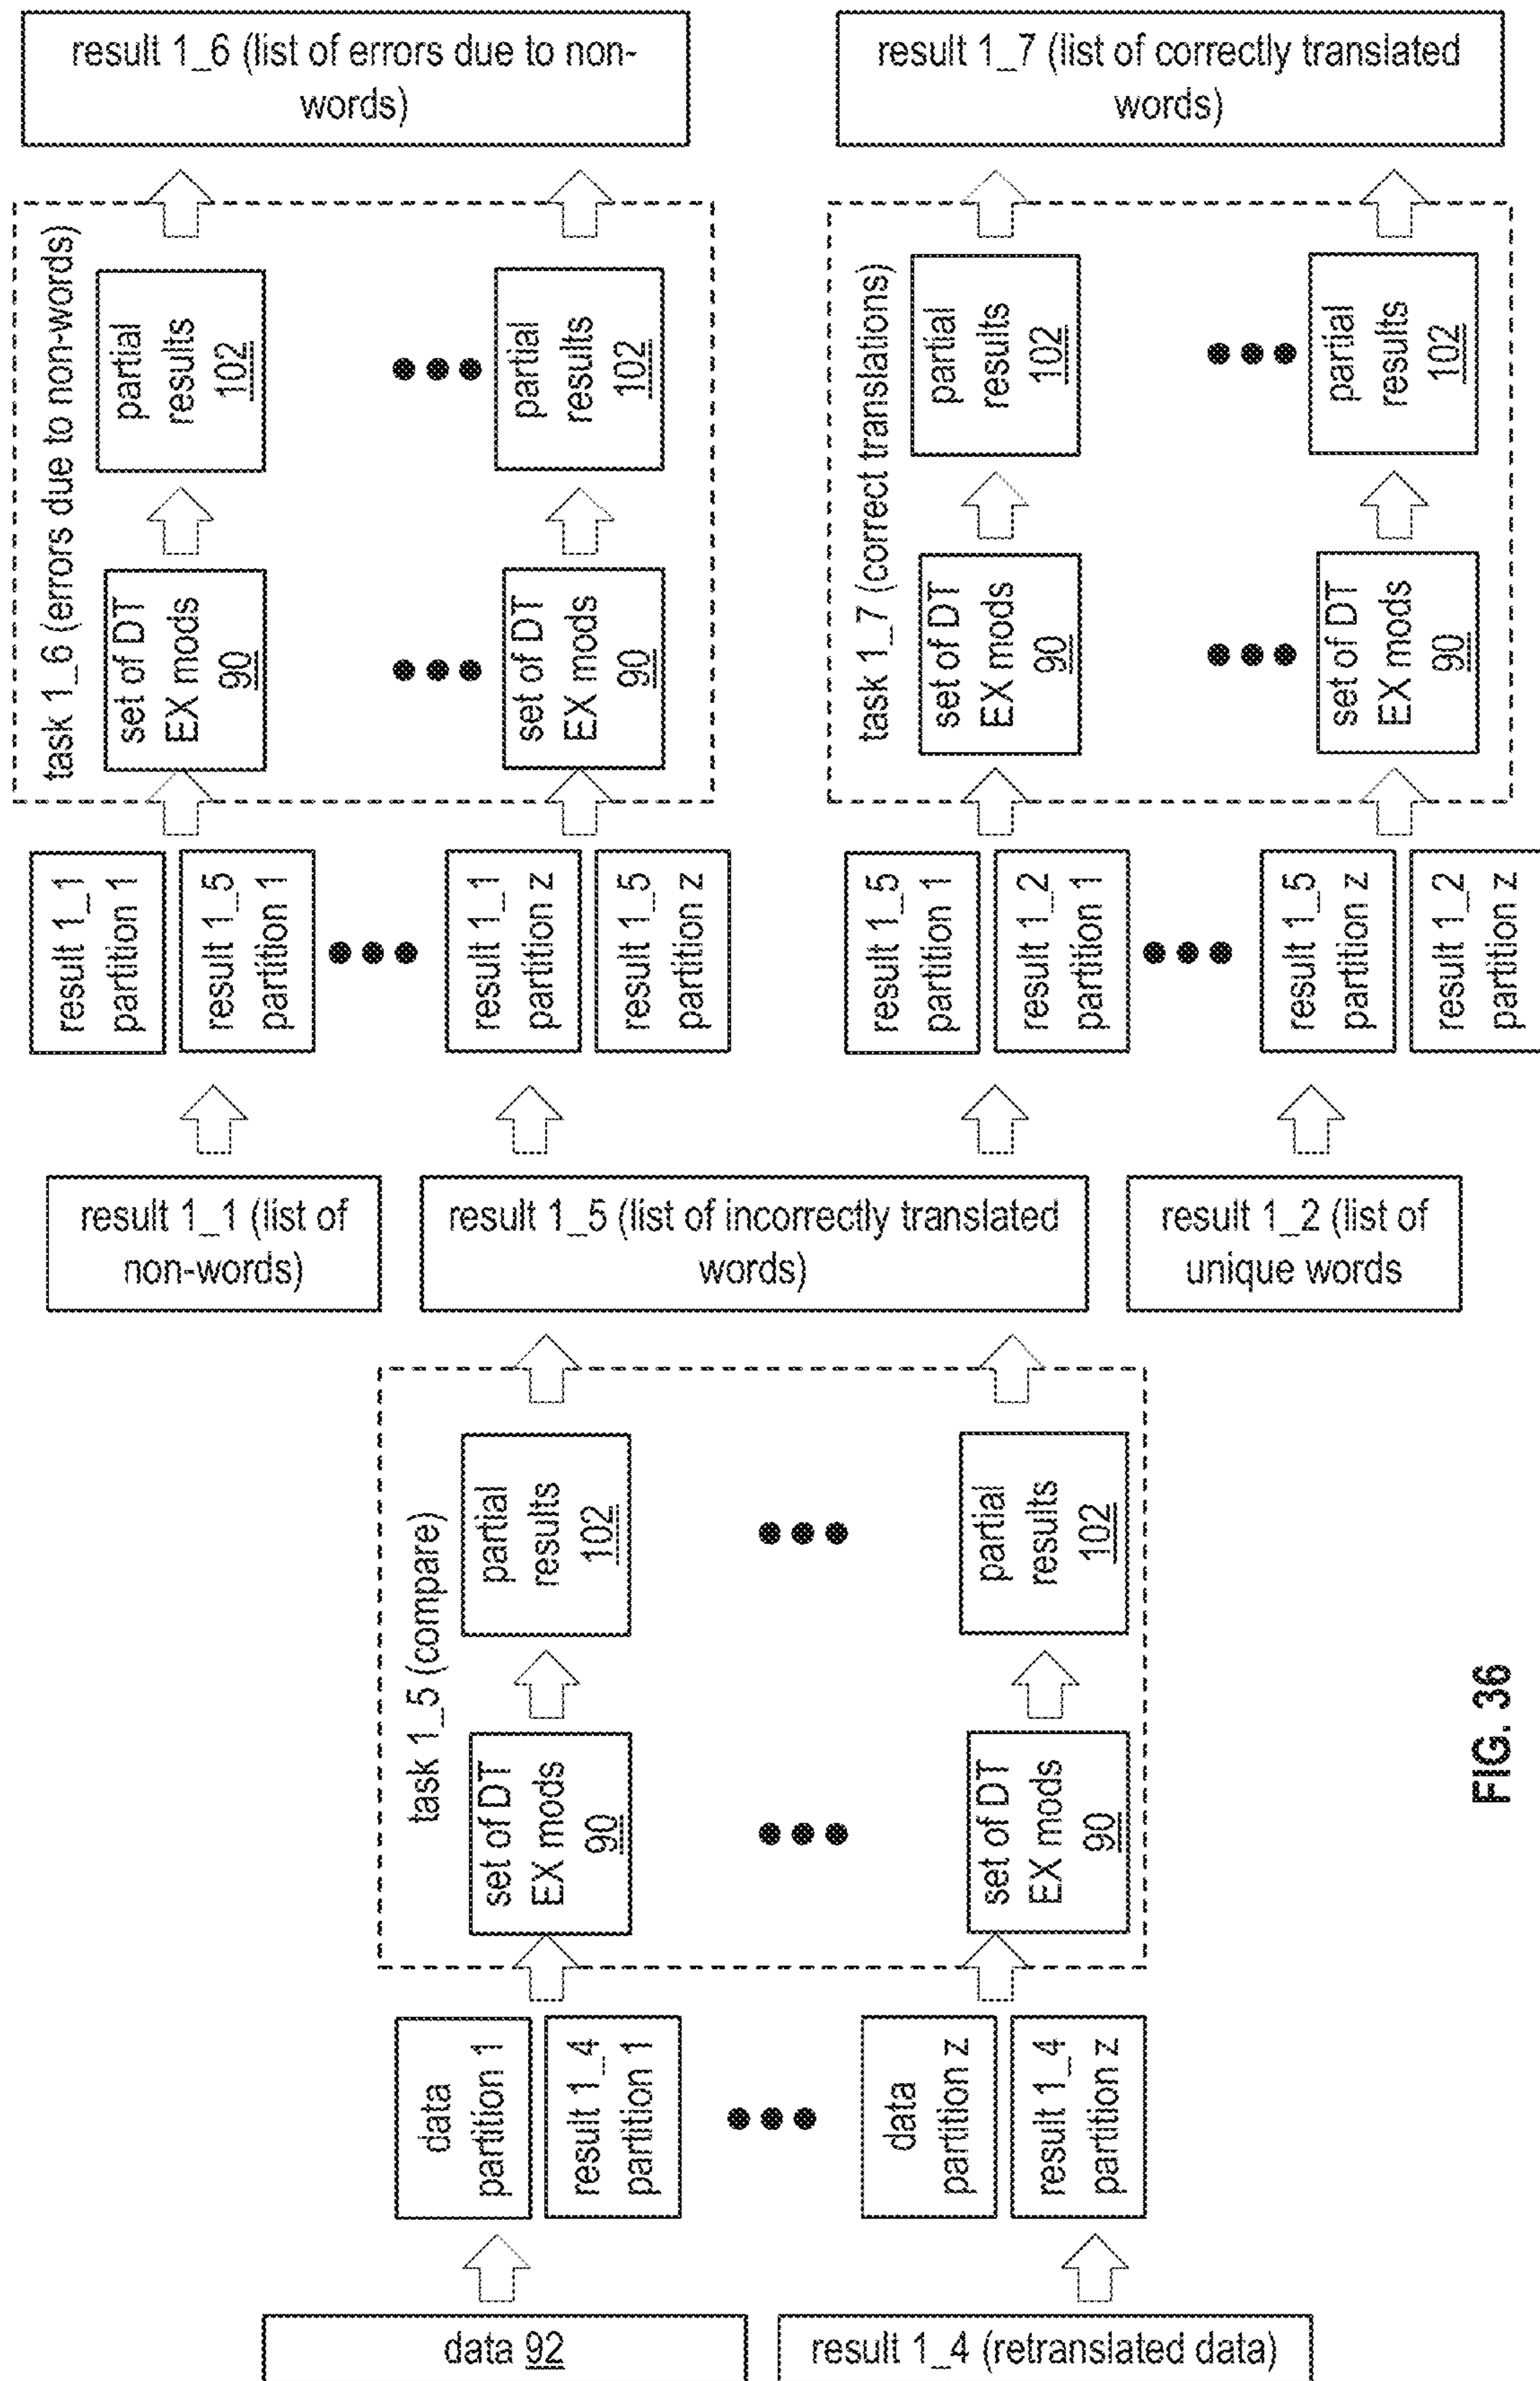 result 1_6 (list of errors due to non-
words)
result 1_7 (list of correctly translated
words)
task 1_6 (errors due to non-words)
partial
results
102
partial
results
102
set of DT
EX mods
90
set of DT
EX mods
90
task 1_7 (correct translations)
partial
results
102
partial
results
102
set of DT
EX mods
90
set of DT
EX mods
90
result 1_1
partition 1
result 1_5
partition 1
result 1_1
partition z
result 1_5
partition z
result 1_5
partition 1
result 1_2
partition 1
result 1_5
partition z
result 1_2
partition z
result 1_1 (list of
non-words)
result 1_5 (list of incorrectly translated
words)
result 1_2 (list of
unique words
task 1_5 (compare)
partial
results
102
partial
results
102
set of DT
EX mods
90
set of DT
EX mods
90
data
partition 1
result 1_4
partition 1
data
partition z
result 1_4
partition z
data 92
result 1_4 (retranslated data)
FIG. 36